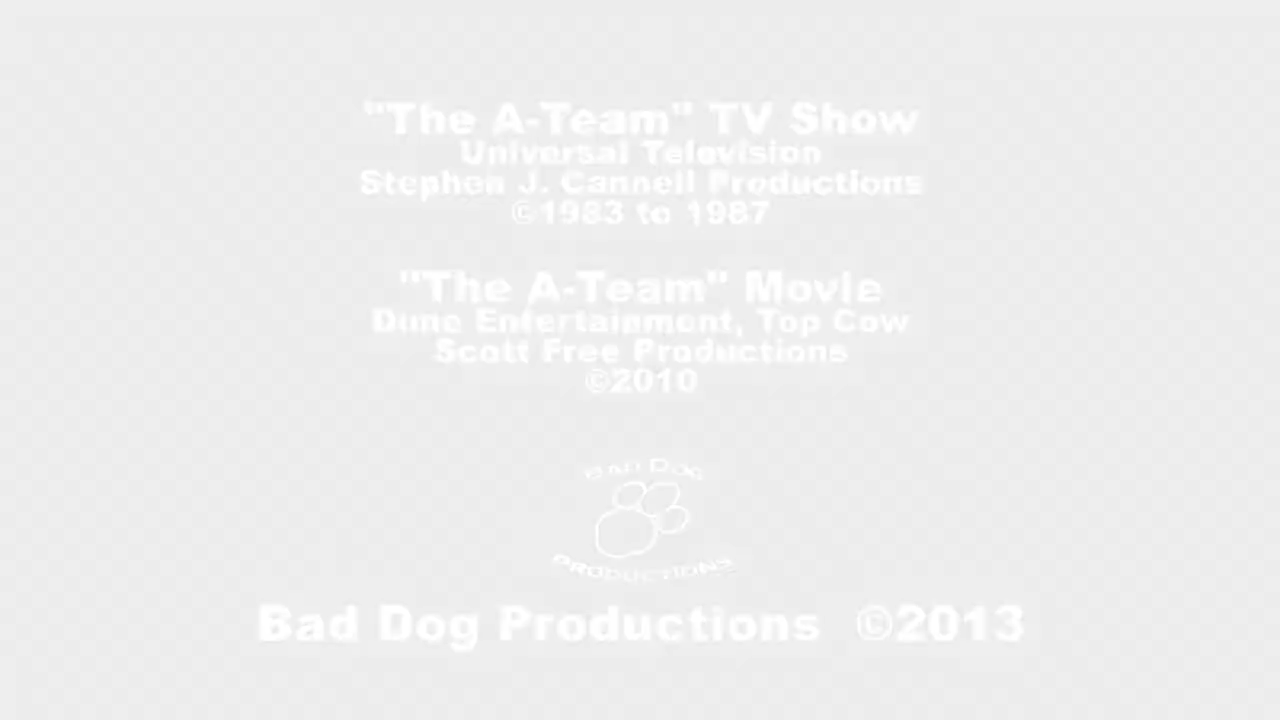 "The A-Team" TV Show
Universal Television
Stephen J. Cannell Productions
©1983 to 1987
"The A-Team" Movie
Dune Entertainment, Top Cow
Scott Free Productions
©2010
BAD DOG
PRODUCTIONS
Bad Dog Productions ©2013